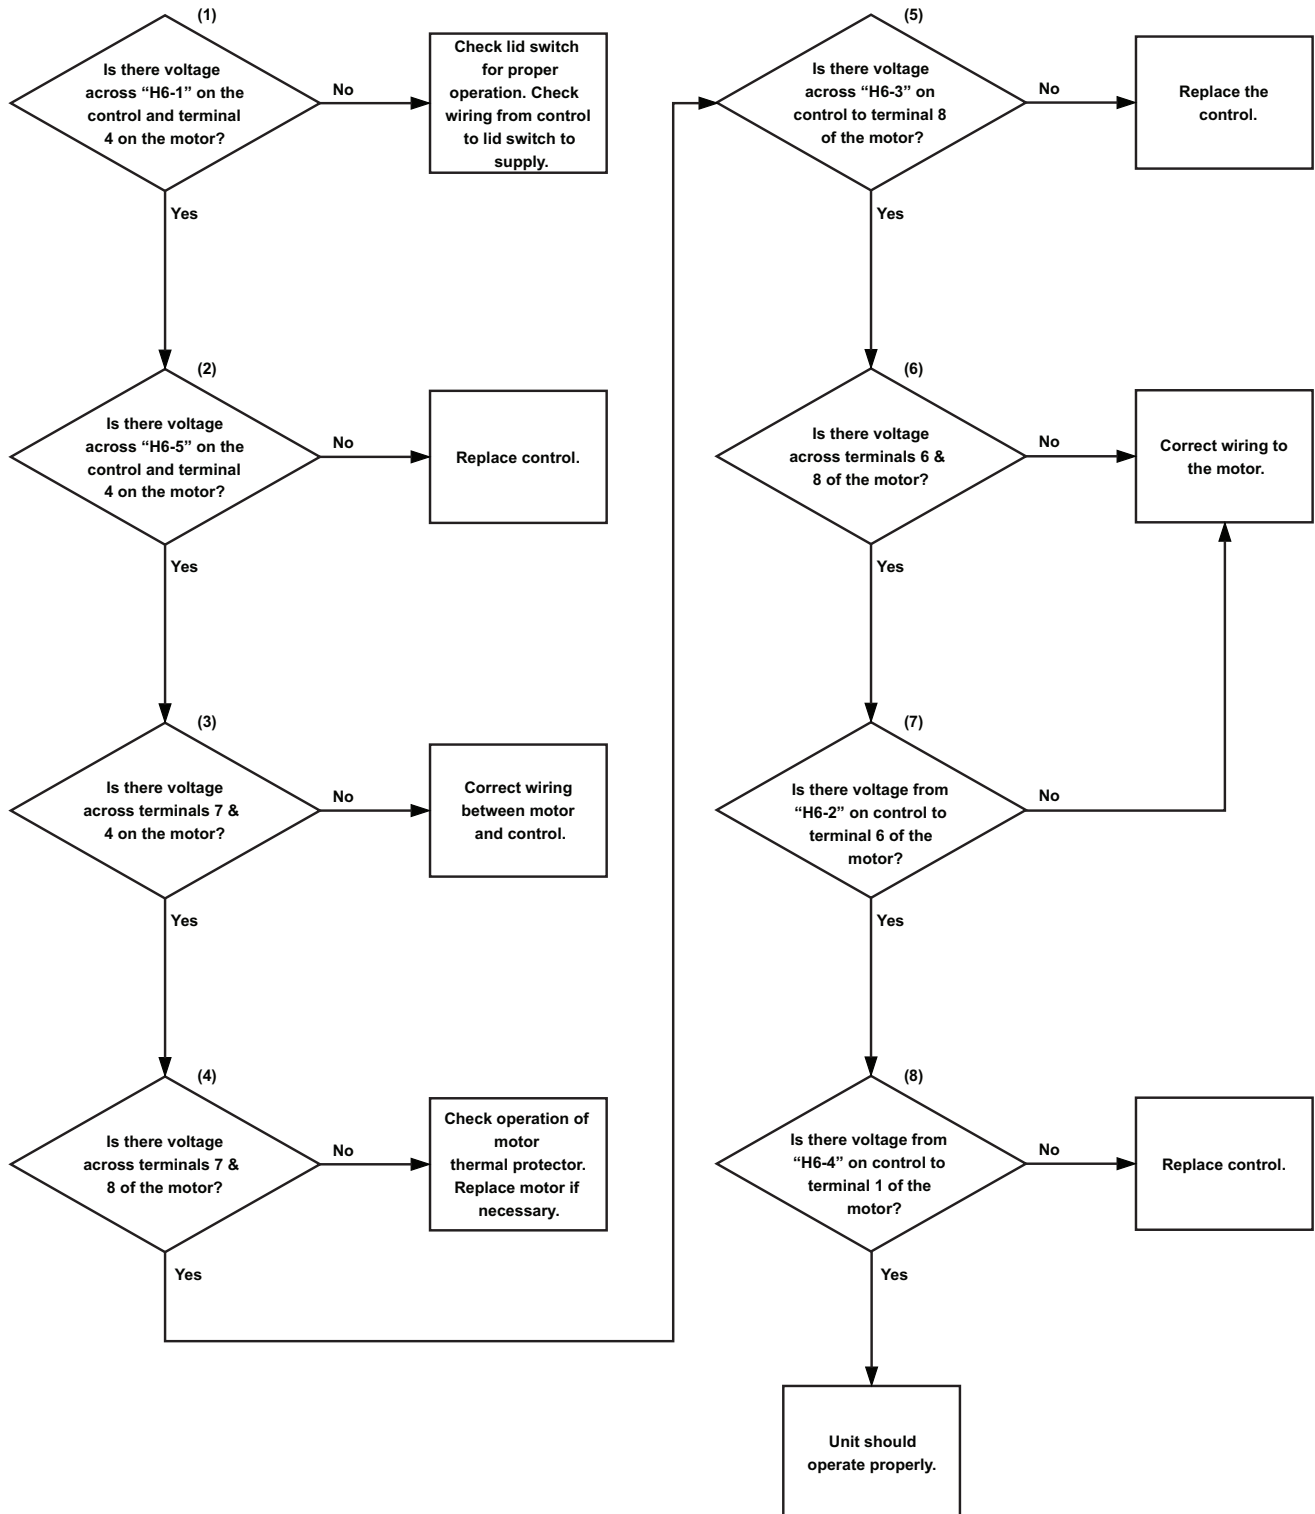 (1)
Is there voltage
across “H6-1” on the
control and terminal
4 on the motor?
No
Check lid switch
for proper
operation. Check
wiring from control
to lid switch to
supply.
Yes
(2)
Is there voltage
across “H6-5” on the
control and terminal
4 on the motor?
No
Replace control.
Yes
(3)
Is there voltage
across terminals 7 &
4 on the motor?
No
Correct wiring
between motor
and control.
Yes
(4)
Is there voltage
across terminals 7 &
8 of the motor?
No
Check operation of
motor
thermal protector.
Replace motor if
necessary.
Yes
(5)
Is there voltage
across “H6-3” on
control to terminal 8
of the motor?
No
Replace the
control.
Yes
(6)
Is there voltage
across terminals 6 &
8 of the motor?
No
Correct wiring to
the motor.
Yes
(7)
Is there voltage from
“H6-2” on control to
terminal 6 of the
motor?
No
Yes
(8)
Is there voltage from
“H6-4” on control to
terminal 1 of the
motor?
No
Replace control.
Yes
Unit should
operate properly.